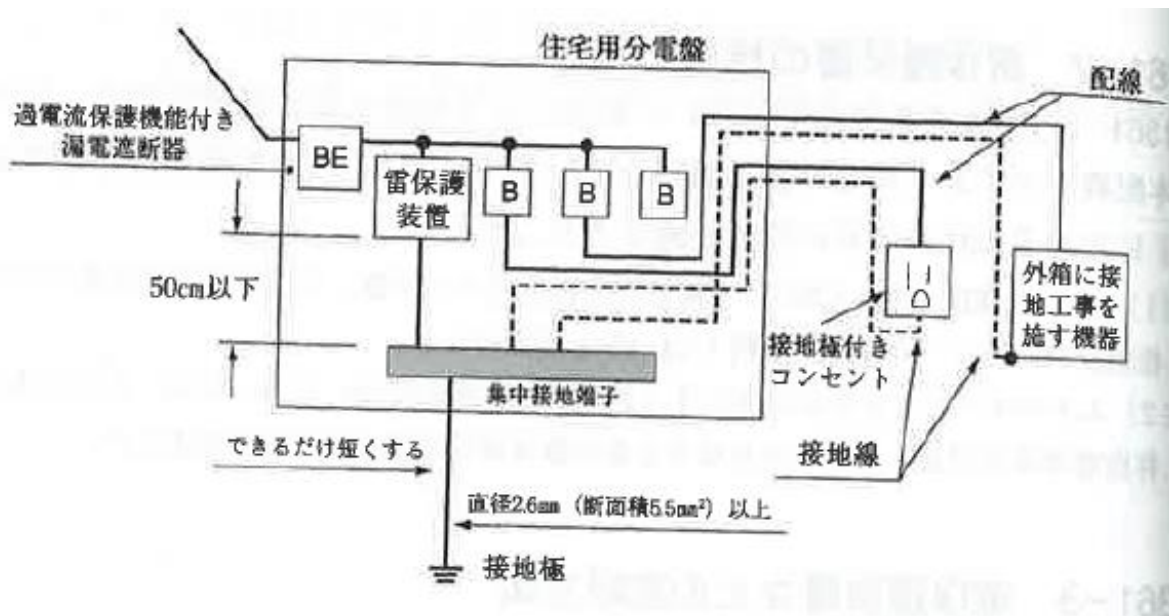 住宅用分電盤
配線
過電流保護機能付き
漏電遮断器
BE
雷保護
装置
B
B
B
50cm以下
外箱に接
地工事を
施す機器
接地極付き
コンセント
集中接地端子
できるだけ短くする
接地線
直径2.6mm（断面積5.5mm²）以上
接地極